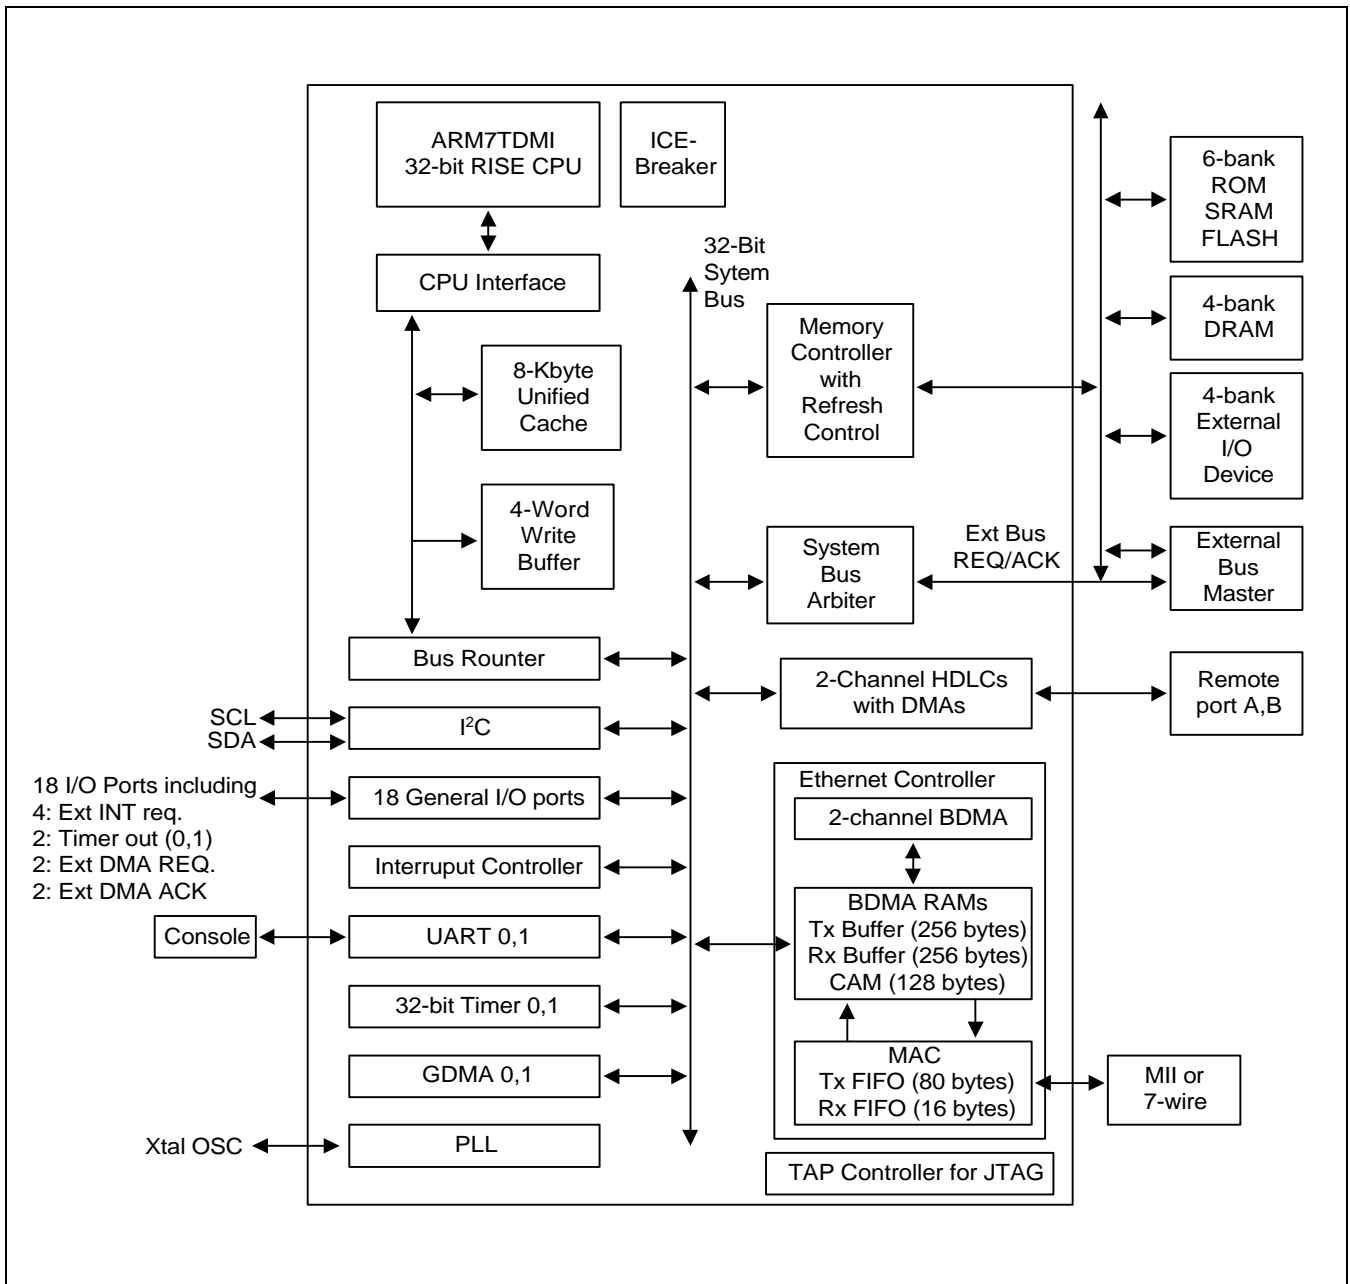 ARM7TDMI
32-bit RISE CPU
ICE-
Breaker
6-bank
ROM
SRAM
FLASH
32-Bit
Sytem
Bus
CPU Interface
4-bank
DRAM
Memory
Controller
with
Refresh
Control
8-Kbyte
Unified
Cache
4-bank
External
I/O
Device
4-Word
Write
Buffer
System
Bus
Arbiter
Ext Bus
REQ/ACK
External
Bus
Master
Bus Rounter
2-Channel HDLCs
with DMAs
Remote
port A,B
SCL
SDA
I²C
18 I/O Ports including
4: Ext INT req.
2: Timer out (0,1)
2: Ext DMA REQ.
2: Ext DMA ACK
18 General I/O ports
Ethernet Controller
2-channel BDMA
Interruput Controller
BDMA RAMs
Tx Buffer (256 bytes)
Rx Buffer (256 bytes)
CAM (128 bytes)
Console
UART 0,1
32-bit Timer 0,1
MAC
Tx FIFO (80 bytes)
Rx FIFO (16 bytes)
MII or
7-wire
GDMA 0,1
Xtal OSC
PLL
TAP Controller for JTAG